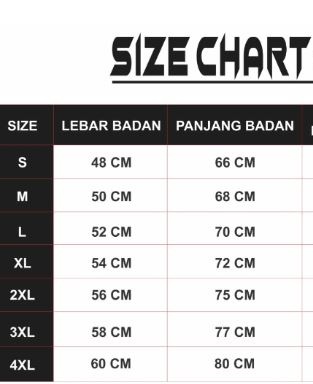 SIZE CHART
SIZE LEBAR BADAN PANJANG BADAN
S 48 CM 66 CM
M 50 CM 68 CM
L 52 CM 70 CM
XL 54 CM 72 CM
2XL 56 CM 75 CM
3XL 58 CM 77 CM
4XL 60 CM 80 CM